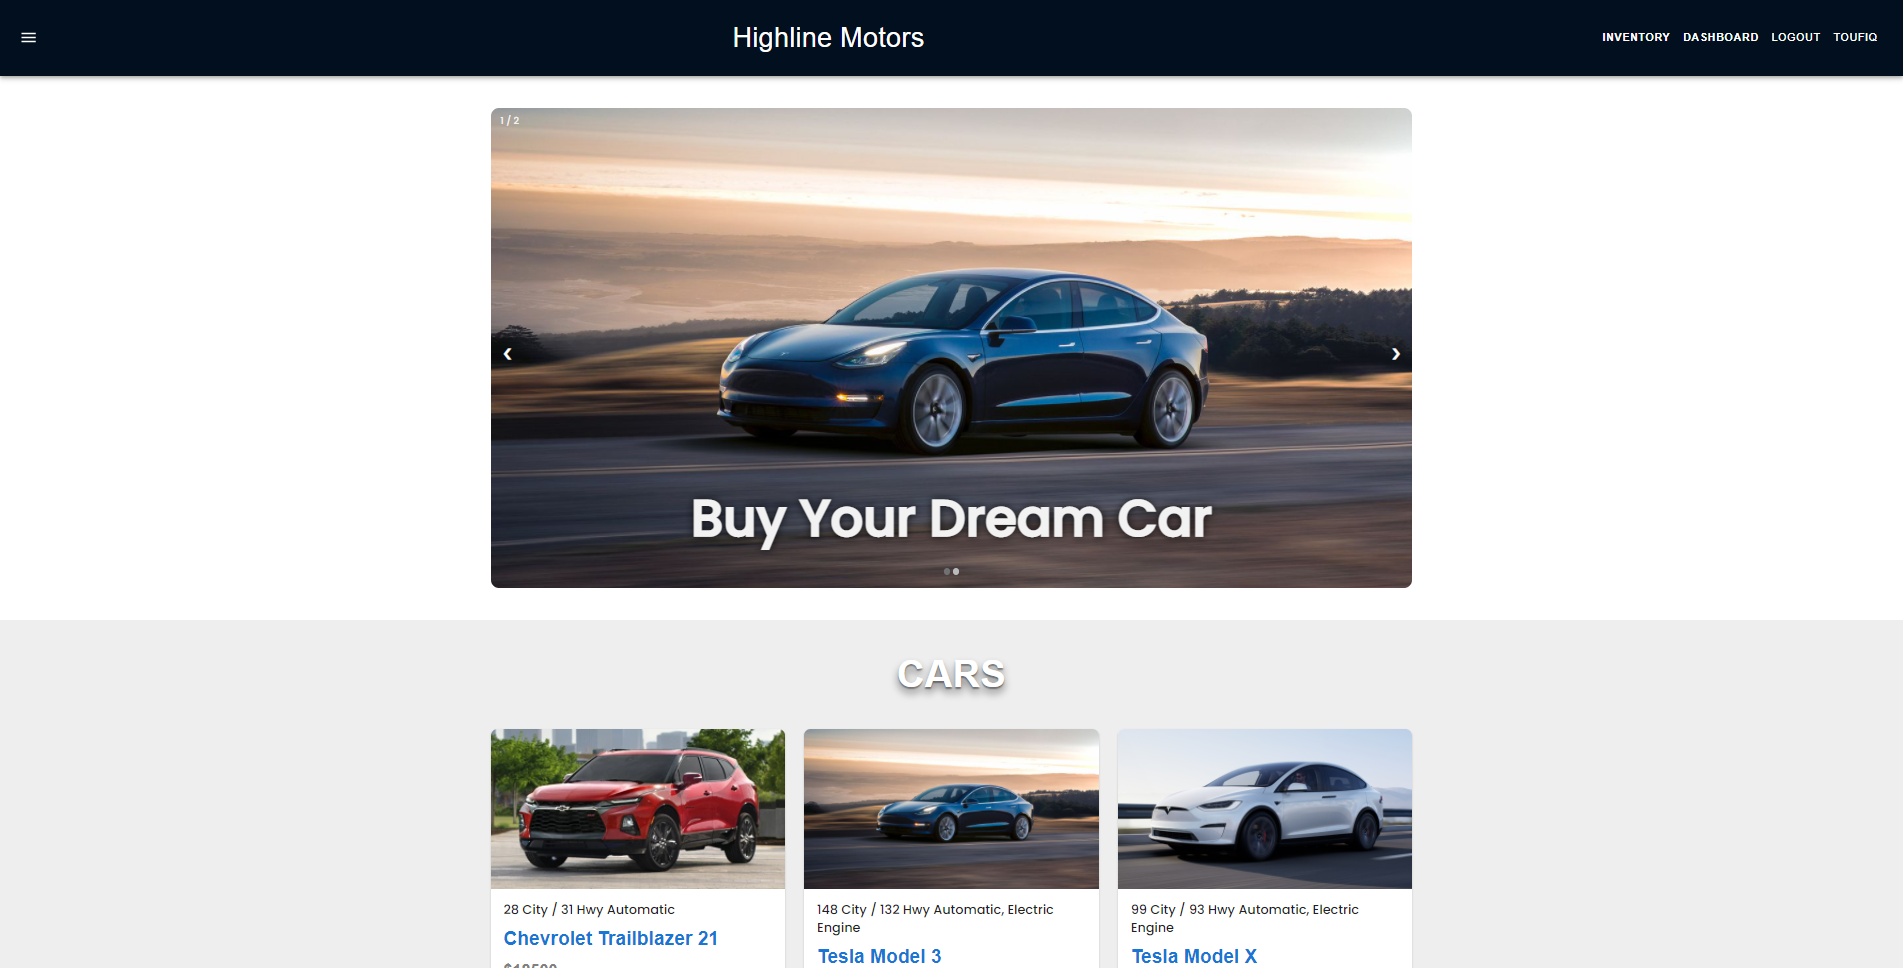 Highline Motors
INVENTORY DASHBOARD LOGOUT TOUFIQ
1 / 2
❮ ❯
Buy Your Dream Car
CARS
28 City / 31 Hwy Automatic
Chevrolet Trailblazer 21
148 City / 132 Hwy Automatic, Electric
Engine
Tesla Model 3
99 City / 93 Hwy Automatic, Electric
Engine
Tesla Model X